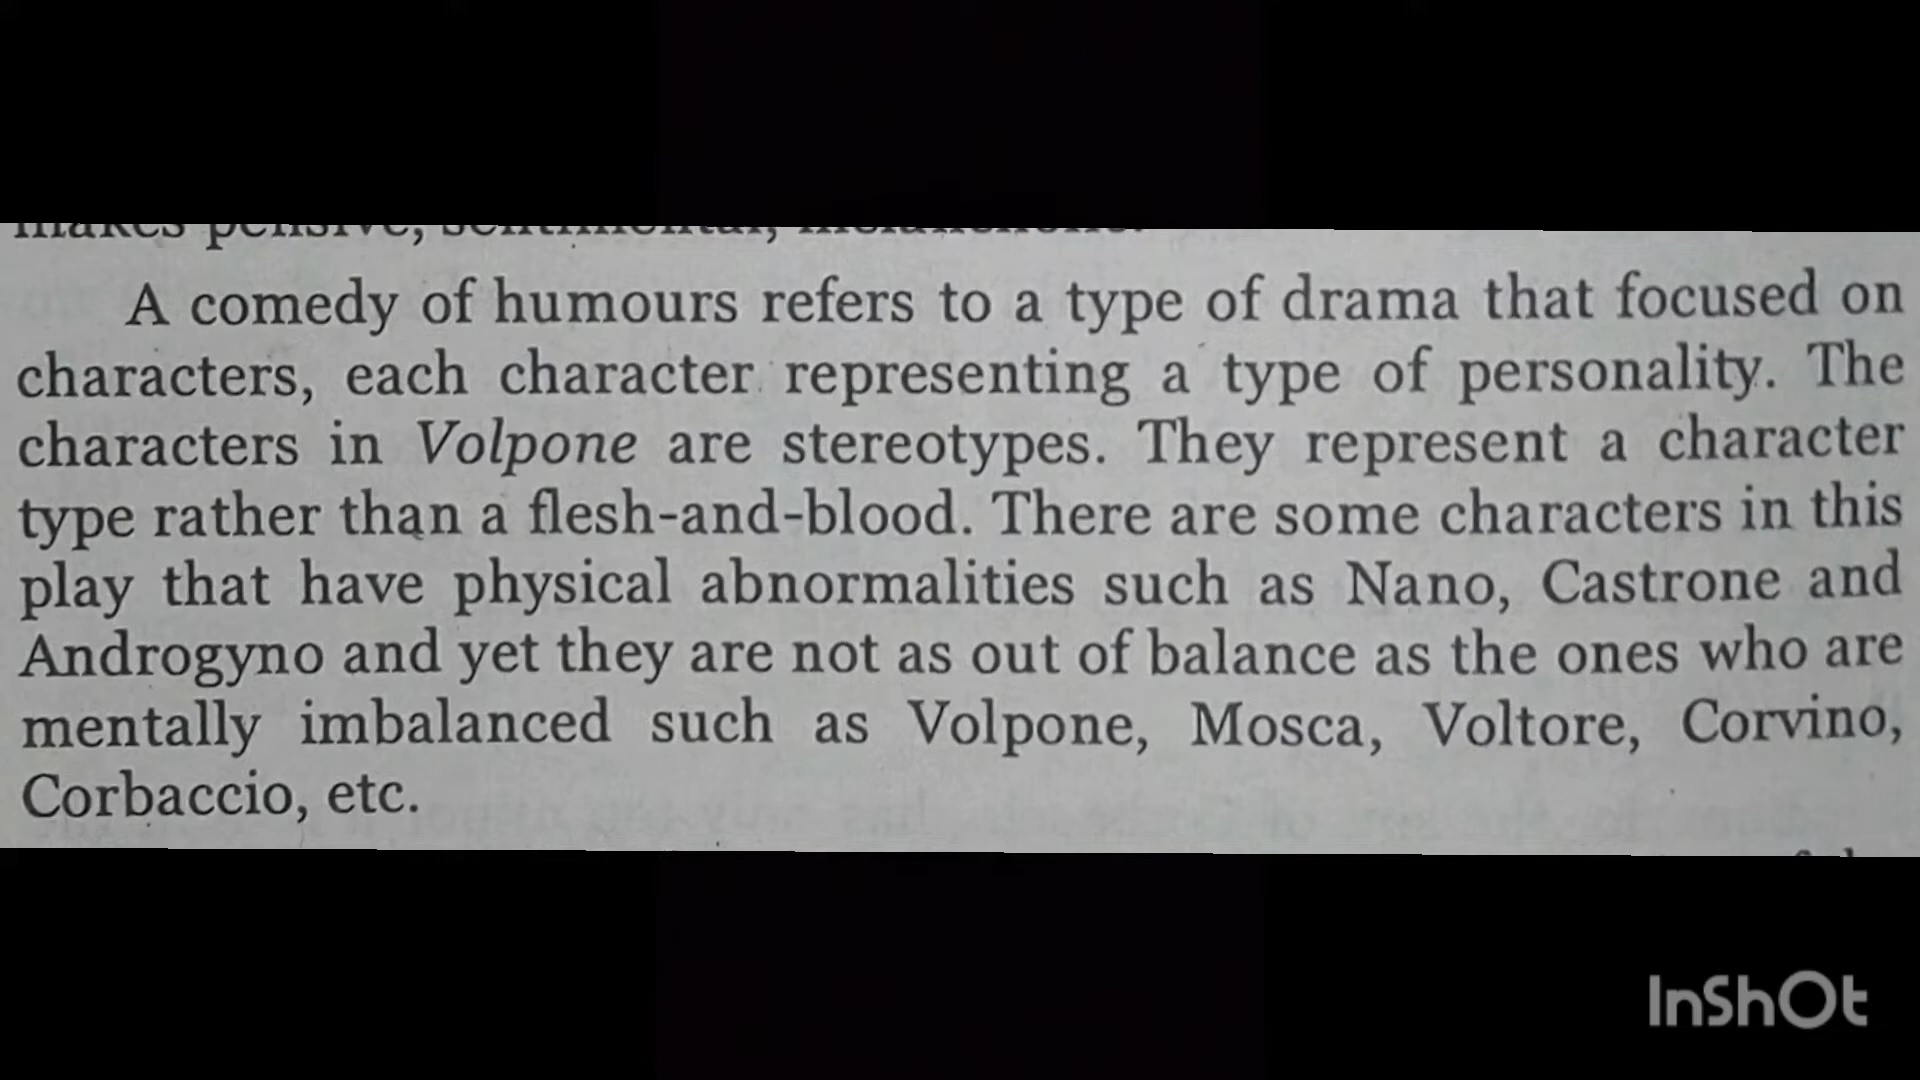 makes pensive, sentimental,
A comedy of humours refers to a type of drama that focused on
characters, each character representing a type of personality. The
characters in Volpone are stereotypes. They represent a character
type rather than a flesh-and-blood. There are some characters in this
play that have physical abnormalities such as Nano, Castrone and
Androgyno and yet they are not as out of balance as the ones who are
mentally imbalanced such as Volpone, Mosca, Voltore, Corvino,
Corbaccio, etc.
InShOt